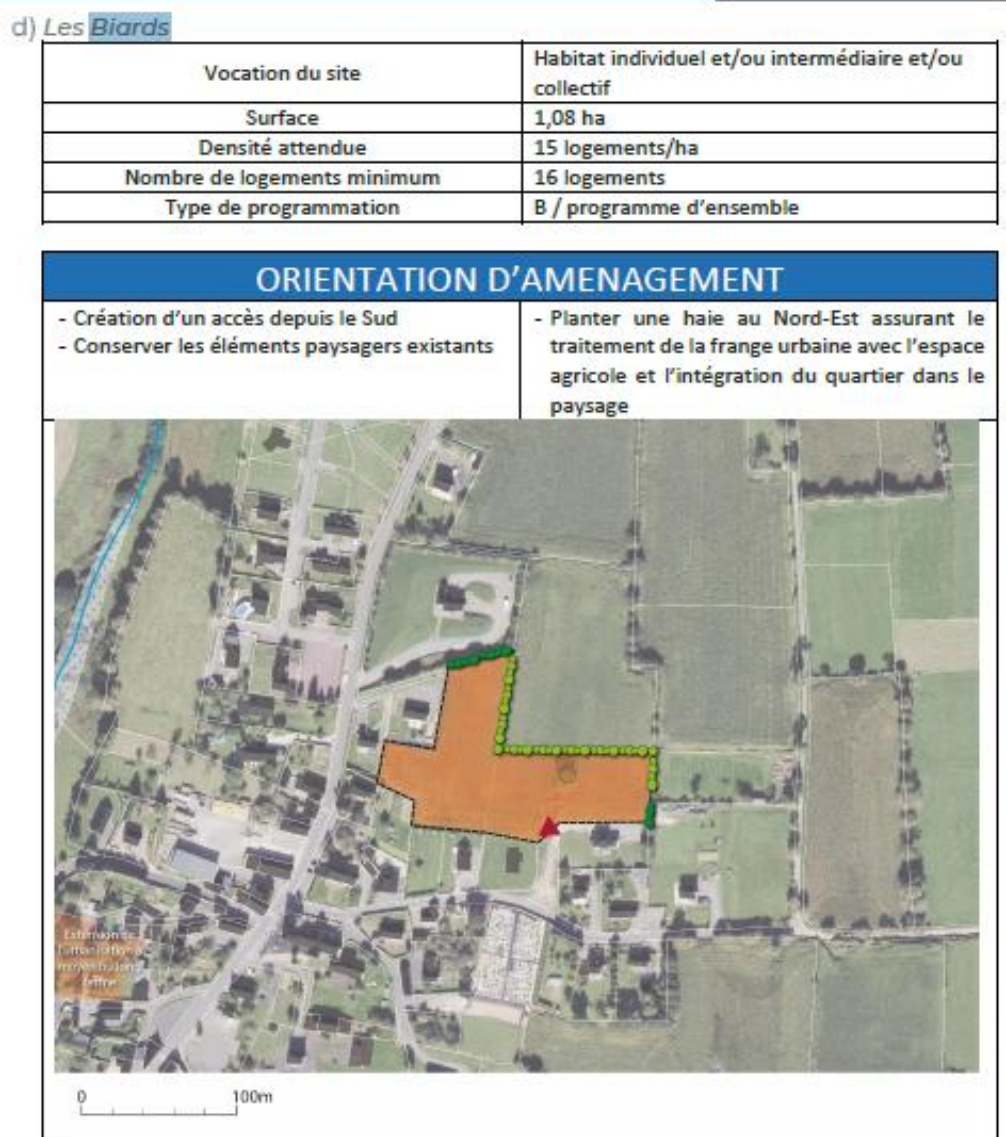 d) Les Biards
Vocation du site
Habitat individuel et/ou intermédiaire et/ou
collectif
Surface
1,08 ha
Densité attendue
15 logements/ha
Nombre de logements minimum
16 logements
Type de programmation
B / programme d'ensemble
ORIENTATION D'AMENAGEMENT
- Création d'un accès depuis le Sud
- Conserver les éléments paysagers existants
- Planter une haie au Nord-Est assurant le
traitement de la frange urbaine avec l'espace
agricole et l'intégration du quartier dans le
paysage
Extension de
0
100m